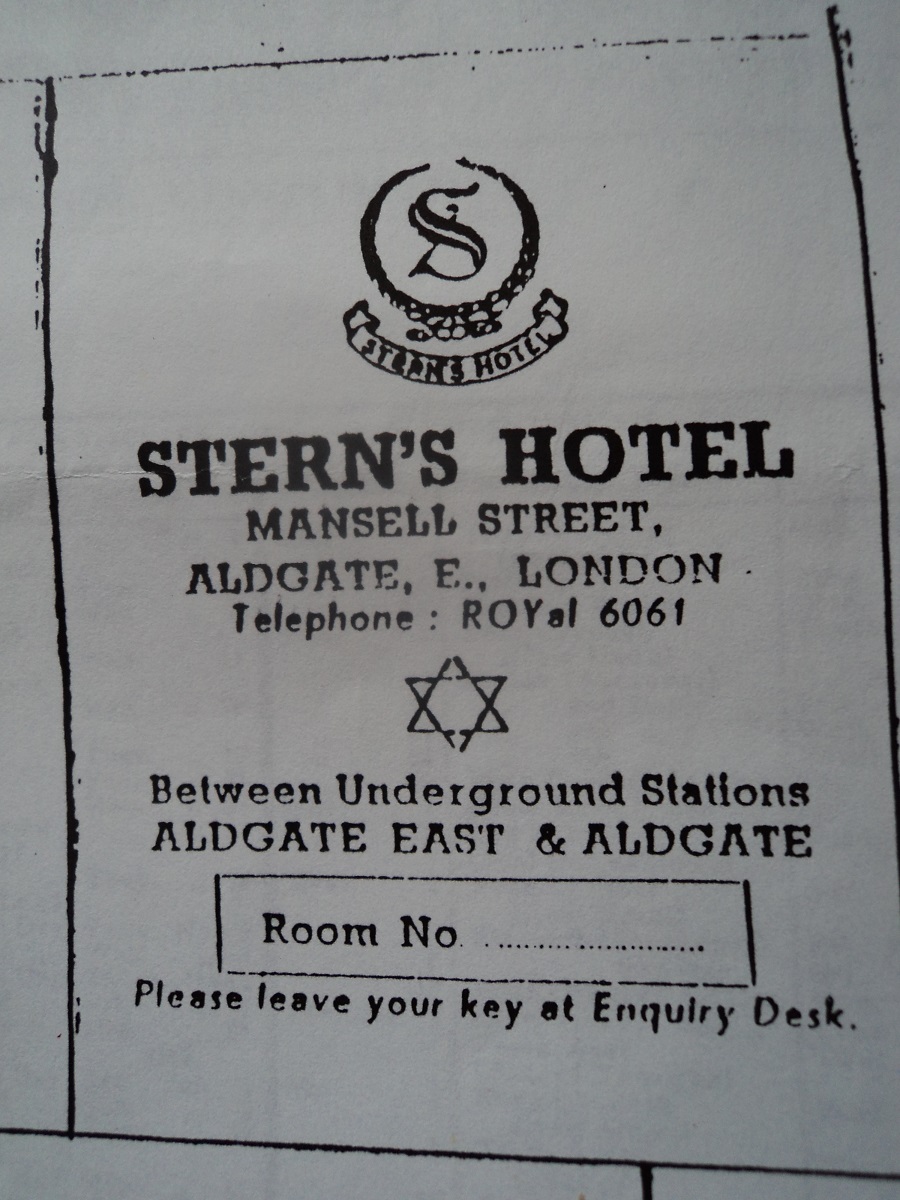 S
STERN'S HOTEL
STERN'S HOTEL
MANSELL STREET,
ALDGATE, E., LONDON
Telephone : ROYal 6061
Between Underground Stations
ALDGATE EAST & ALDGATE
Room No. ........................
Please leave your key at Enquiry Desk.